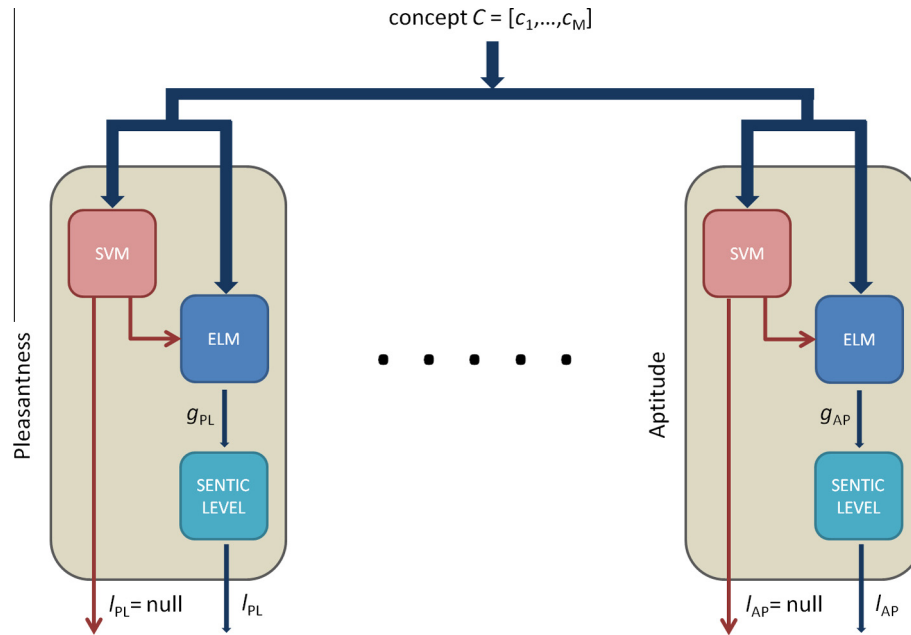 concept C = [c1,...,cM]
Pleasantness
SVM
ELM
gPL
SENTIC
LEVEL
lPL= null
lPL
Aptitude
SVM
ELM
gAP
SENTIC
LEVEL
lAP= null
lAP